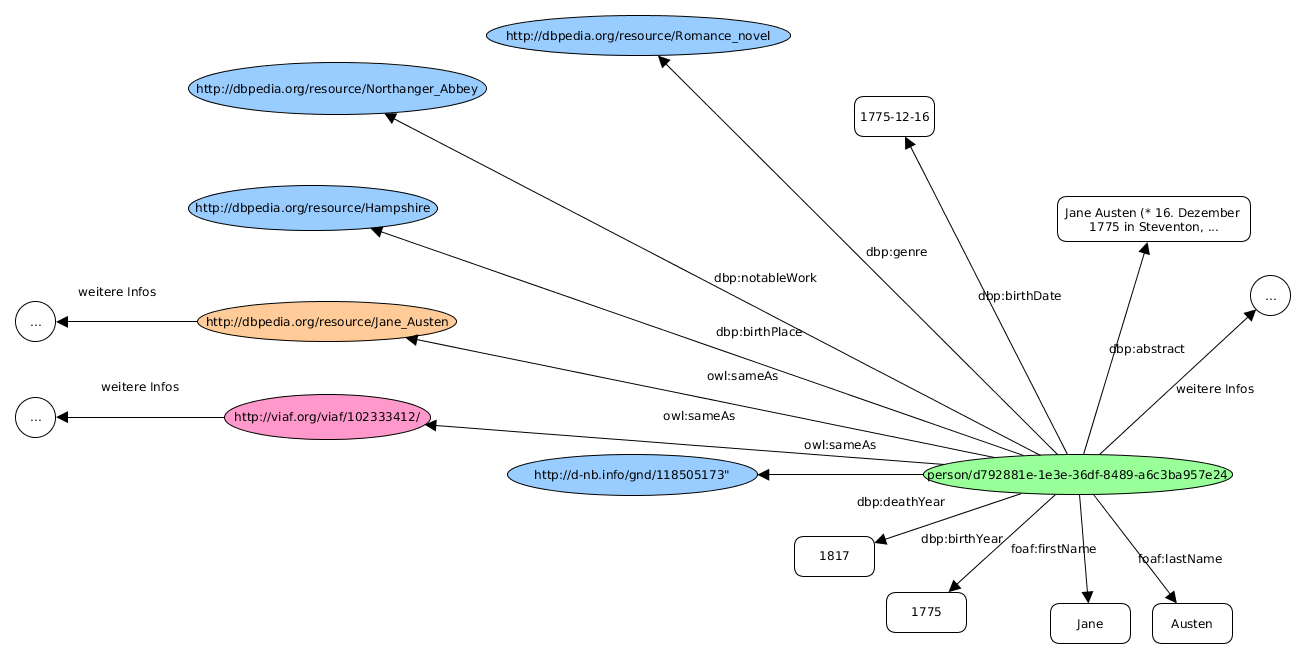 http://dbpedia.org/resource/Romance_novel
http://dbpedia.org/resource/Northanger_Abbey
1775-12-16
http://dbpedia.org/resource/Hampshire
Jane Austen (* 16. Dezember
1775 in Steventon, ...
dbp:genre
dbp:notableWork
weitere Infos
dbp:birthDate
...
...
http://dbpedia.org/resource/Jane_Austen
dbp:birthPlace
dbp:abstract
owl:sameAs
weitere Infos
weitere Infos
...
http://viaf.org/viaf/102333412/
owl:sameAs
owl:sameAs
http://d-nb.info/gnd/118505173"
person/d792881e-1e3e-36df-8489-a6c3ba957e24
dbp:deathYear
dbp:birthYear
foaf:firstName
foaf:lastName
1817
1775
Jane
Austen